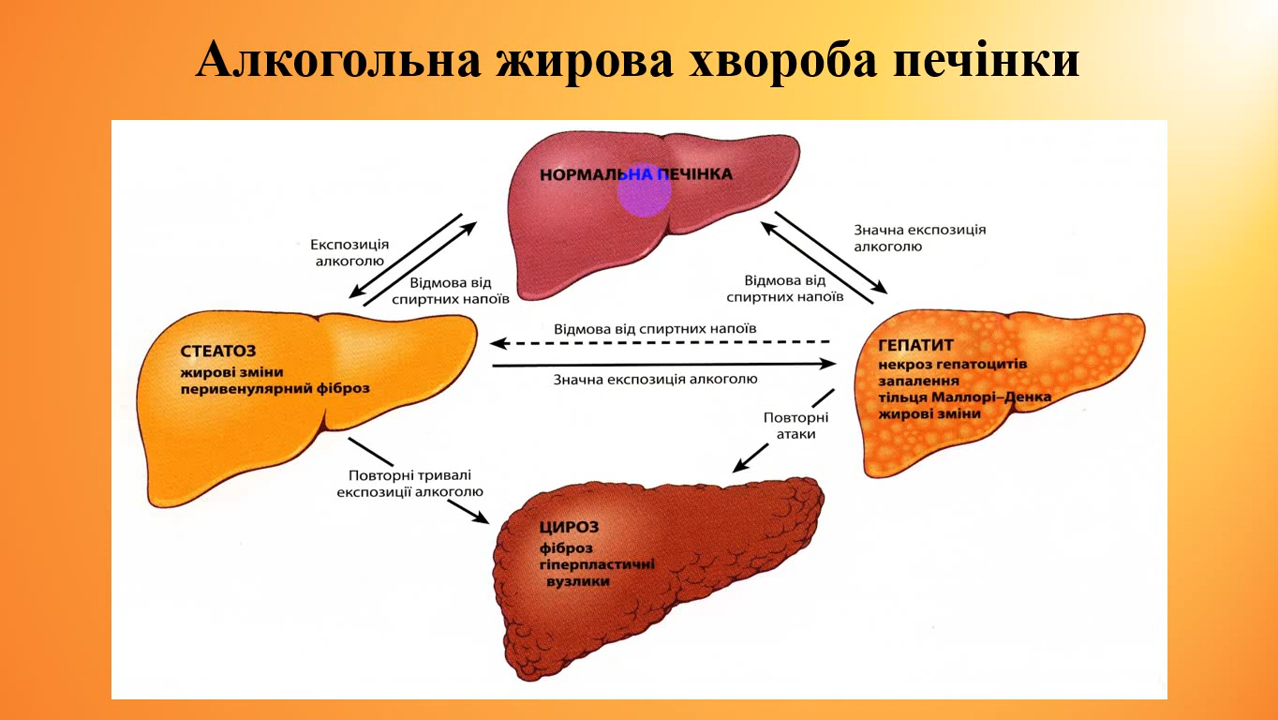 Алкогольна жирова хвороба печінки
НОРМАЛЬНА ПЕЧІНКА
Експозиція
алкоголю
Відмова від
спиртних напоїв
Значна експозиція
алкоголю
Відмова від
спиртних напоїв
СТЕАТОЗ
жирові зміни
перивенулярний фіброз
Відмова від спиртних напоїв
Значна експозиція алкоголю
ГЕПАТИТ
некроз гепатоцитів
запалення
тільця Маллорі–Денка
жирові зміни
Повторні
атаки
Повторні тривалі
експозиції алкоголю
ЦИРОЗ
фіброз
гіперпластичні
вузлики